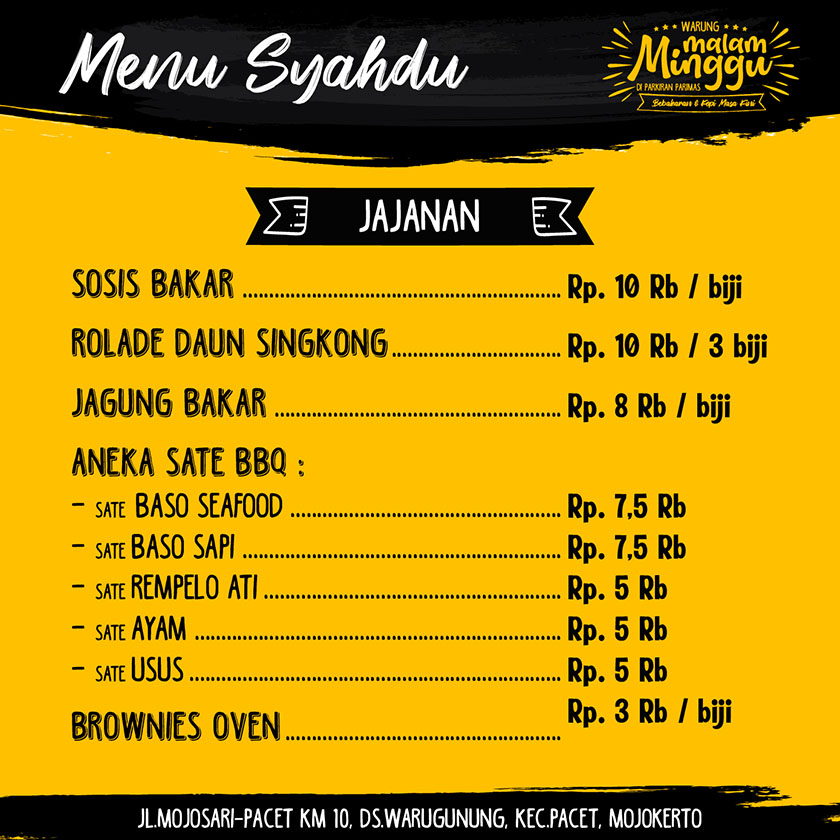 Menu Syahdu
WARUNG
malam
Minggu
DI PARKIRAN PARIMAS
Bebakaran & Kopi Masa Kini
JAJANAN
SOSIS BAKAR ........ Rp. 10 Rb / biji
ROLADE DAUN SINGKONG ........ Rp. 10 Rb / 3 biji
JAGUNG BAKAR ........ Rp. 8 Rb / biji
ANEKA SATE BBQ :
- SATE BASO SEAFOOD ........ Rp. 7,5 Rb
- SATE BASO SAPI ........ Rp. 7,5 Rb
- SATE REMPELO ATI ........ Rp. 5 Rb
- SATE AYAM ........ Rp. 5 Rb
- SATE USUS ........ Rp. 5 Rb
BROWNIES OVEN ........ Rp. 3 Rb / biji
JL.MOJOSARI-PACET KM 10, DS.WARUGUNUNG, KEC.PACET, MOJOKERTO